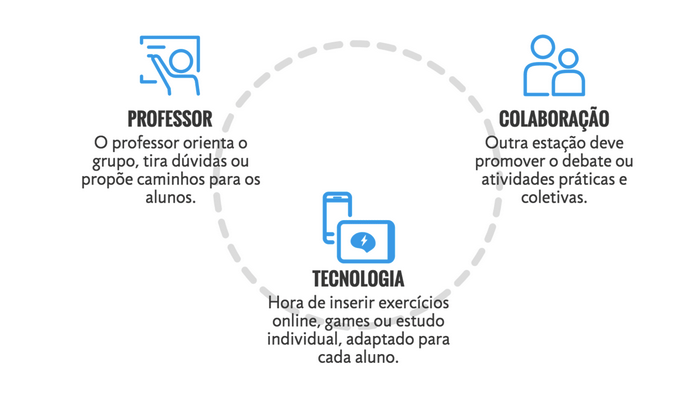 PROFESSOR
O professor orienta o
grupo, tira dúvidas ou
propõe caminhos para os
alunos.
COLABORAÇÃO
Outra estação deve
promover o debate ou
atividades práticas e
coletivas.
TECNOLOGIA
Hora de inserir exercícios
online, games ou estudo
individual, adaptado para
cada aluno.